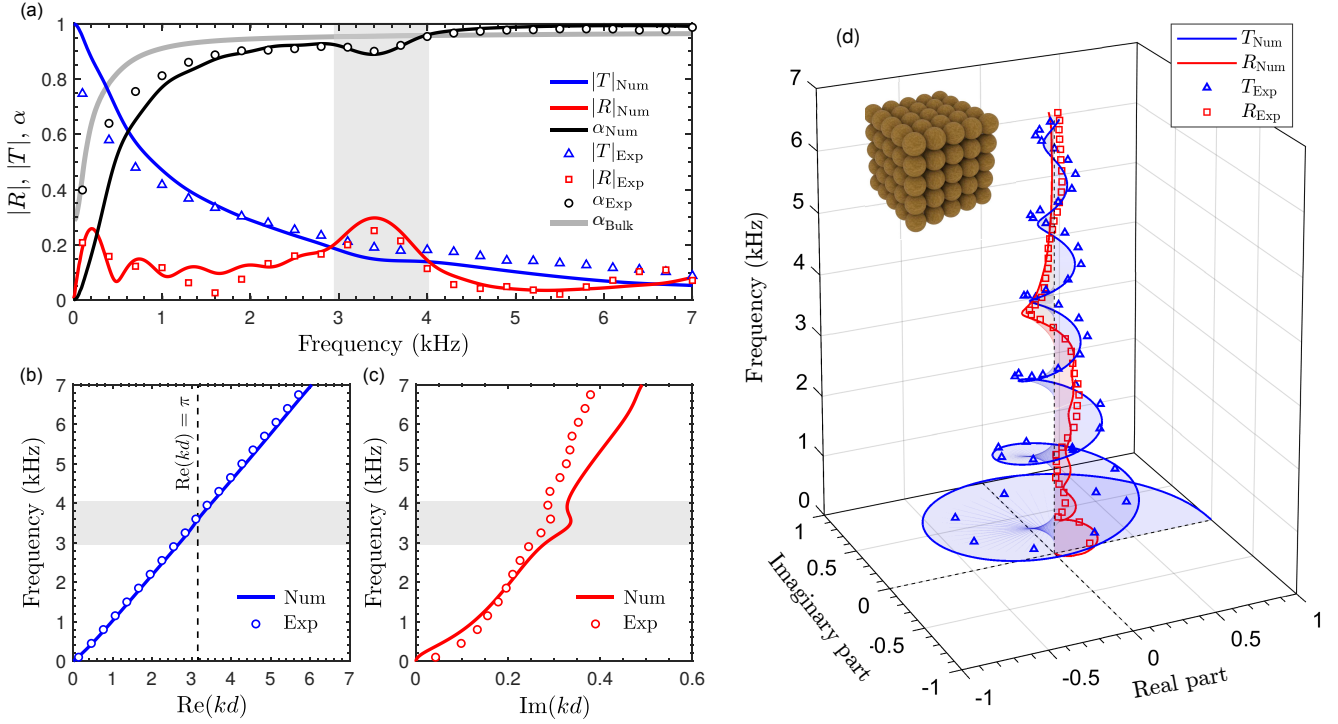 (a)
1
0.8
0.6
0.4
0.2
0
|R|, |T|, α
0 1 2 3 4 5 6 7
Frequency (kHz)
|T|Num
|R|Num
αNum
|T|Exp
|R|Exp
αExp
αBulk
(b)
7
6
5
4
3
2
1
0
Frequency (kHz)
Re(kd) = π
Num
Exp
0 1 2 3 4 5 6 7
Re(kd)
(c)
7
6
5
4
3
2
1
0
Frequency (kHz)
Num
Exp
0 0.2 0.4 0.6
Im(kd)
(d)
TNum
RNum
TExp
RExp
7
6
5
4
3
2
1
0
Frequency (kHz)
1
0.5
0
-0.5
-1
Imaginary part
-1
-0.5
0
0.5
1
Real part